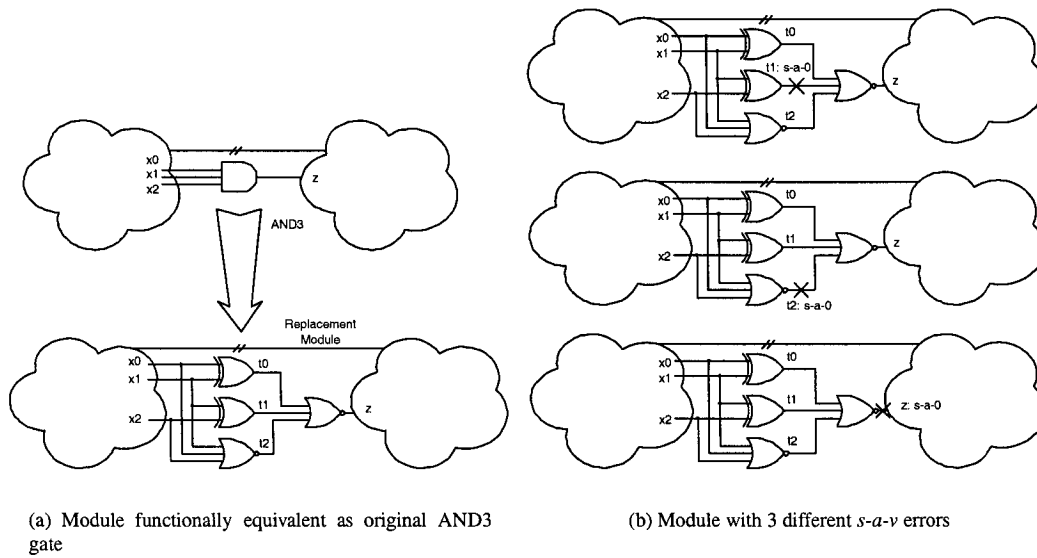 x0
x1
x2
z
AND3
Replacement
Module
x0
x1
x2
t0
t1
t2
z
(a) Module functionally equivalent as original AND3
gate
x0
x1
x2
t0
t1: s-a-0
t2
z
x0
x1
x2
t0
t1
t2: s-a-0
z
x0
x1
x2
t0
t1
t2
z: s-a-0
(b) Module with 3 different s-a-v errors